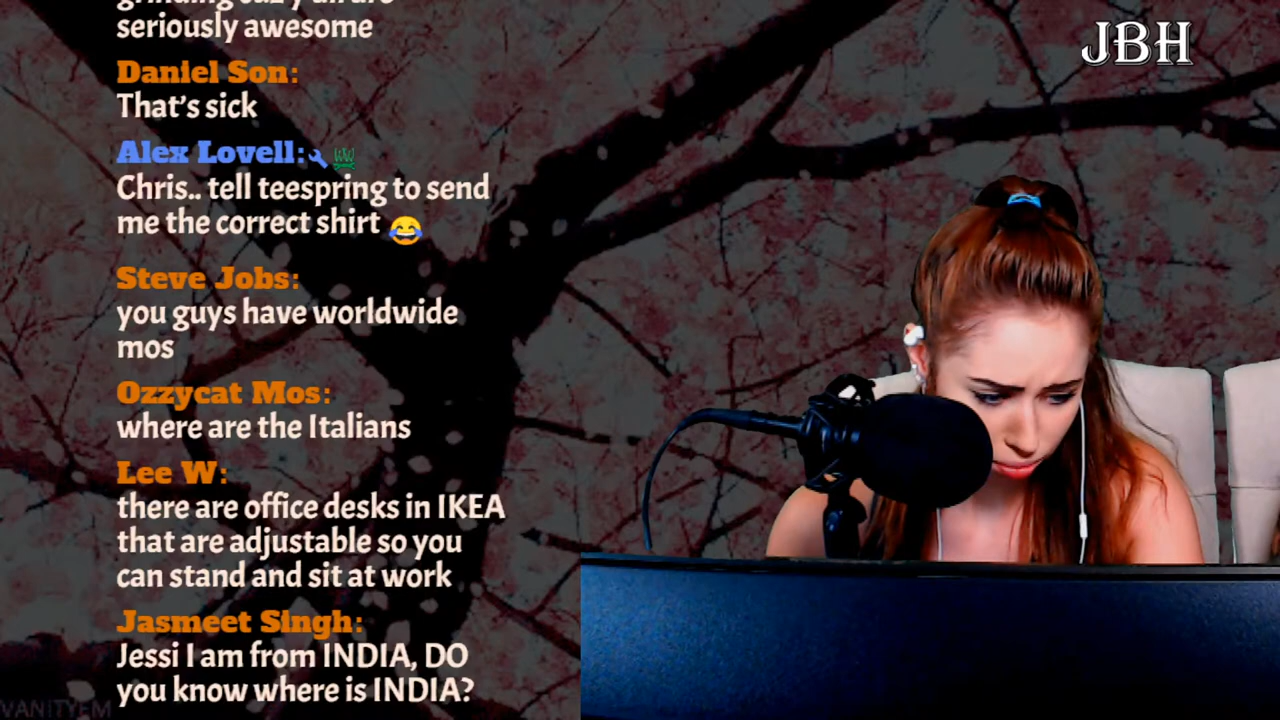 seriously awesome
JBH
Daniel Son:
That's sick
Alex Lovell:
Chris.. tell teespring to send
me the correct shirt 😂
Steve Jobs:
you guys have worldwide
mos
Ozzycat Mos:
where are the Italians
Lee W:
there are office desks in IKEA
that are adjustable so you
can stand and sit at work
Jasmeet Singh:
Jessi I am from INDIA, DO
you know where is INDIA?
VANITYFM